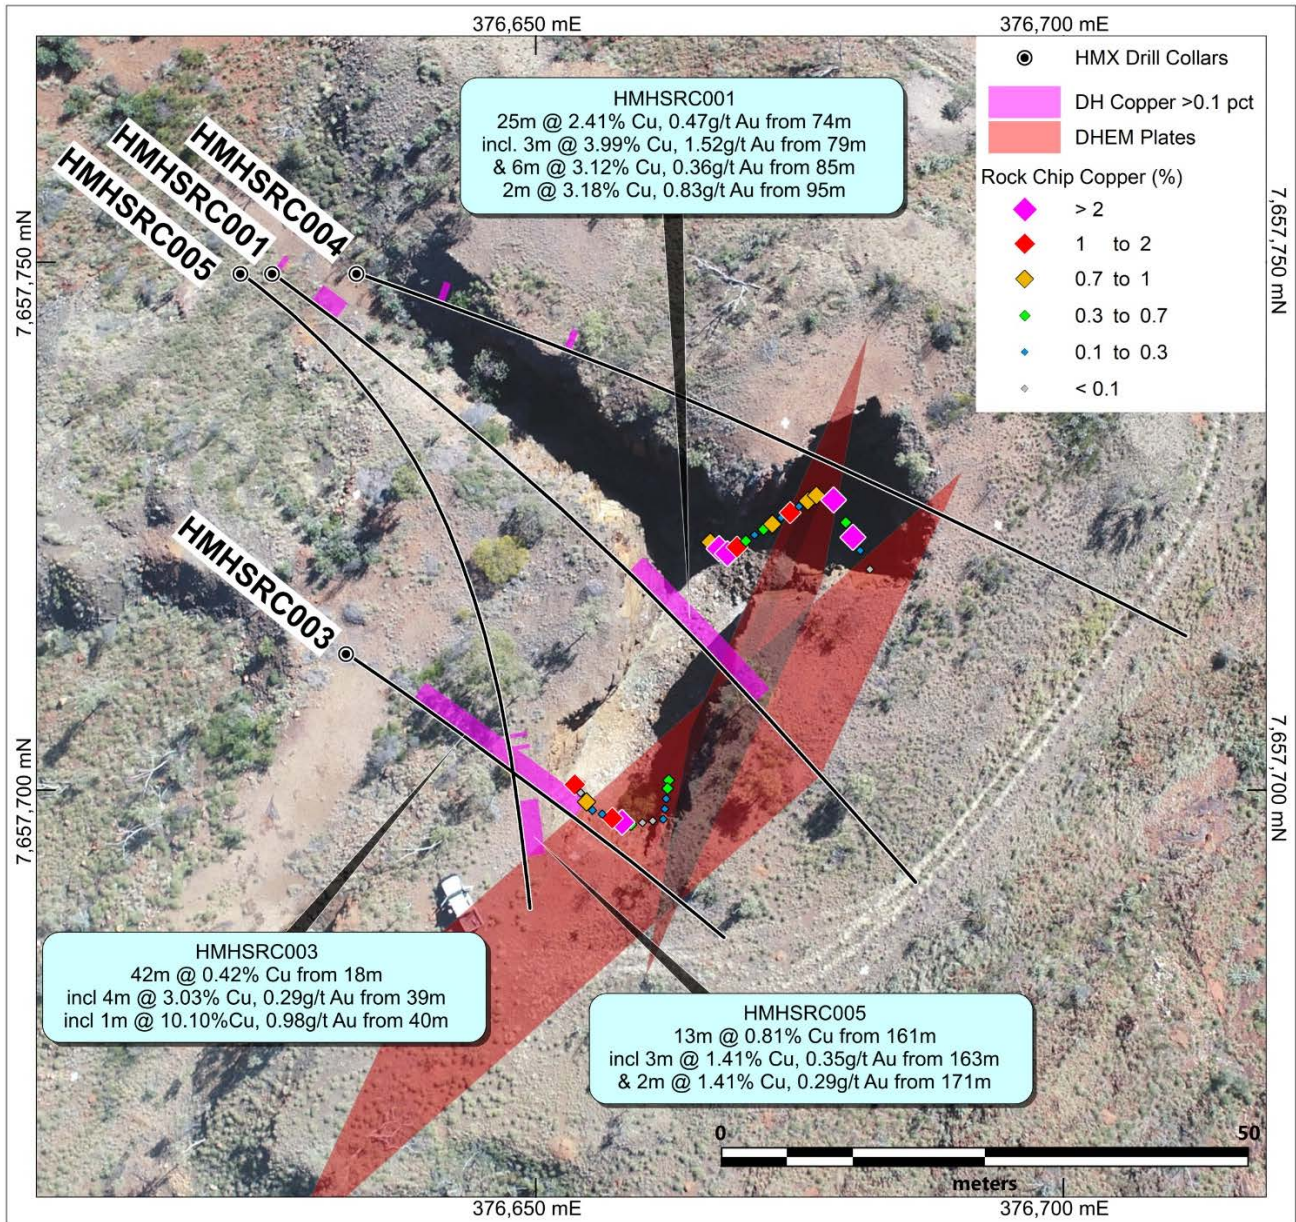 376,650 mE
376,700 mE
HMX Drill Collars
DH Copper >0.1 pct
DHEM Plates
Rock Chip Copper (%)
> 2
1 to 2
0.7 to 1
0.3 to 0.7
0.1 to 0.3
< 0.1
HMHSRC001
25m @ 2.41% Cu, 0.47g/t Au from 74m
incl. 3m @ 3.99% Cu, 1.52g/t Au from 79m
& 6m @ 3.12% Cu, 0.36g/t Au from 85m
2m @ 3.18% Cu, 0.83g/t Au from 95m
HMHSRC004
HMHSRC001
HMHSRC005
7,657,750 mN
7,657,750 mN
HMHSRC003
7,657,700 mN
7,657,700 mN
HMHSRC003
42m @ 0.42% Cu from 18m
incl 4m @ 3.03% Cu, 0.29g/t Au from 39m
incl 1m @ 10.10%Cu, 0.98g/t Au from 40m
HMHSRC005
13m @ 0.81% Cu from 161m
incl 3m @ 1.41% Cu, 0.35g/t Au from 163m
& 2m @ 1.41% Cu, 0.29g/t Au from 171m
0
50
meters
376,650 mE
376,700 mE